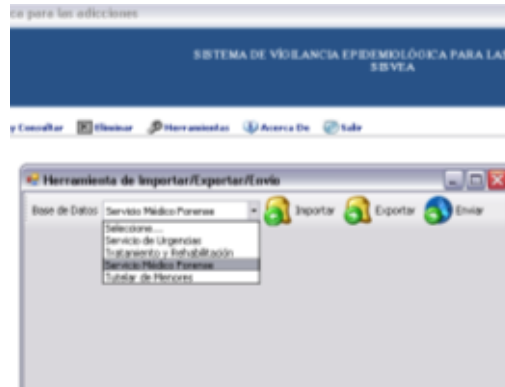 ca para las adicciones
SISTEMA DE VIGILANCIA EPIDEMIOLÓGICA PARA LAS
SISVEA
y Consultar Eliminar Herramientas Acerca De Salir
Herramienta de Importar/Exportar/Envio
Base de Datos Servicio Médico Forense Importar Exportar Enviar
Seleccione....
Servicio de Urgencias
Tratamiento y Rehabilitación
Servicio Médico Forense
Tutelar de Menores